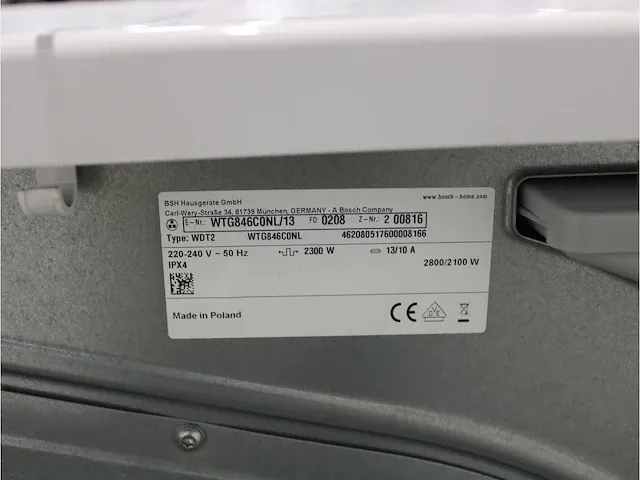 BSH Hausgeräte GmbH
www.bosch-home.com
Carl-Wery-Straße 34, 81739 München, GERMANY - A Bosch Company
E-Nr.: WTG846C0NL/13 FD: 0208 Z-Nr.: 2 00816
Type: WDT2 WTG846C0NL 462080517600008166
220-240 V ~ 50 Hz 2300 W 13/10 A
IPX4 2800/2100 W
Made in Poland CE VDE